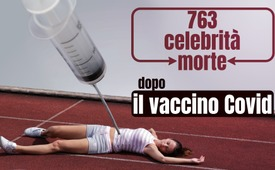 763
celebrità
morte
dopo
il vaccino Covid